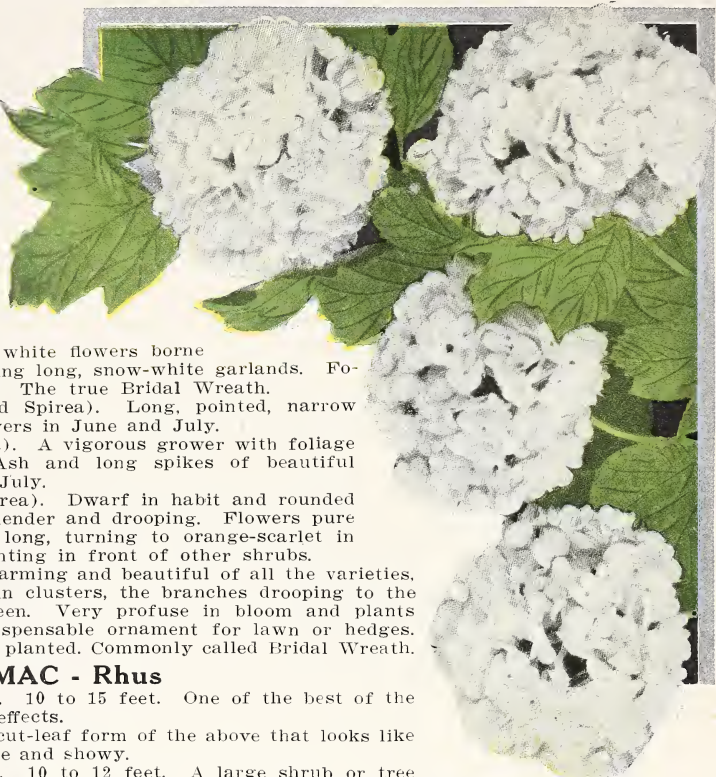 white flowers borne
ng long, snow-white garlands. Fo-
The true Bridal Wreath.
d Spirea). Long, pointed, narrow
ers in June and July.
). A vigorous grower with foliage
Ash and long spikes of beautiful
July.
rea). Dwarf in habit and rounded
ender and drooping. Flowers pure
long, turning to orange-scarlet in
nting in front of other shrubs.
arming and beautiful of all the varieties,
n clusters, the branches drooping to the
een. Very profuse in bloom and plants
spensable ornament for lawn or hedges.
planted. Commonly called Bridal Wreath.
MAC - Rhus
. 10 to 15 feet. One of the best of the
effects.
cut-leaf form of the above that looks like
e and showy.
. 10 to 12 feet. A large shrub or tree